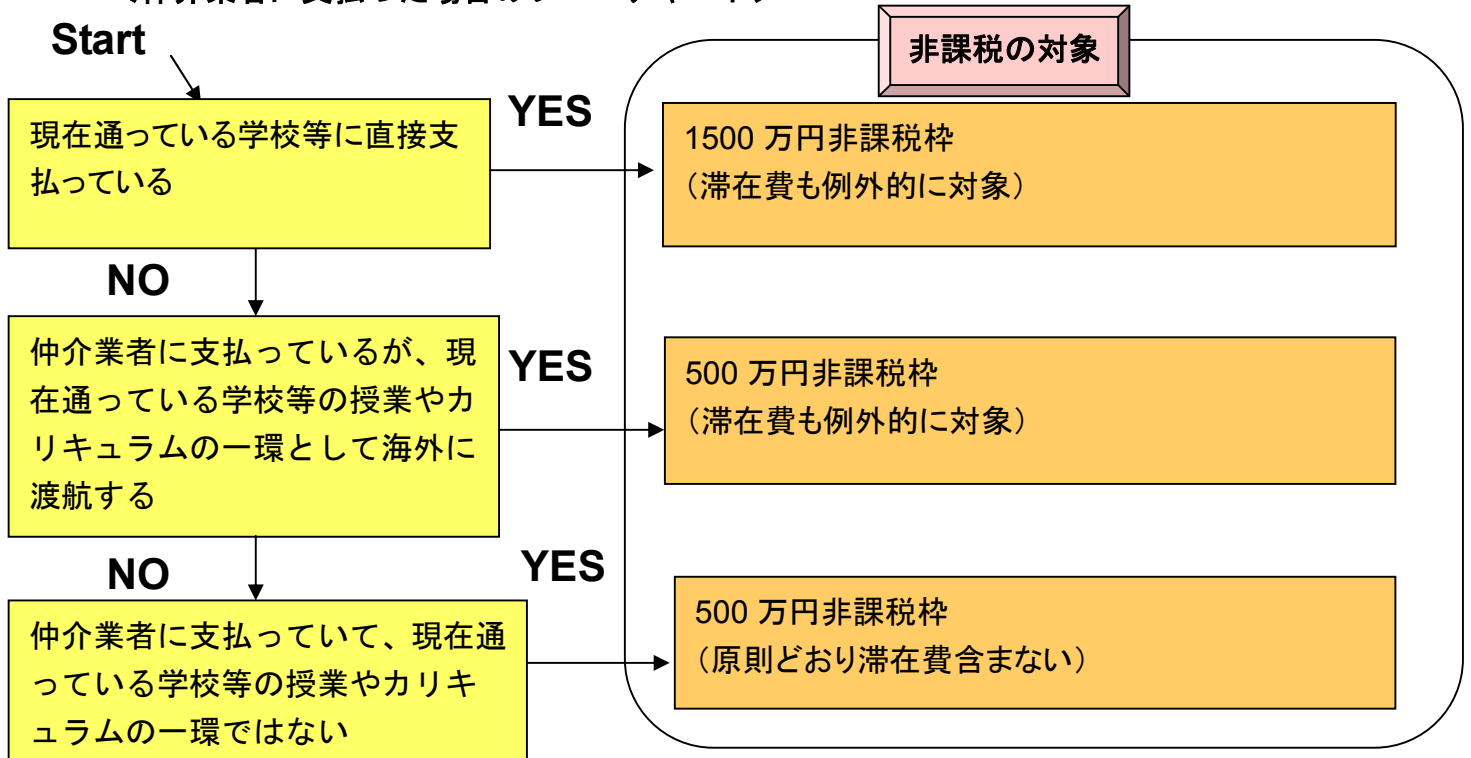 Start
非課税の対象
現在通っている学校等に直接支
払っている
YES
1500 万円非課税枠
（滞在費も例外的に対象）
NO
仲介業者に支払っているが、現
在通っている学校等の授業やカ
リキュラムの一環として海外に
渡航する
YES
500 万円非課税枠
（滞在費も例外的に対象）
NO
仲介業者に支払っていて、現在通
っている学校等の授業やカリキ
ュラムの一環ではない
YES
500 万円非課税枠
（原則どおり滞在費含まない）